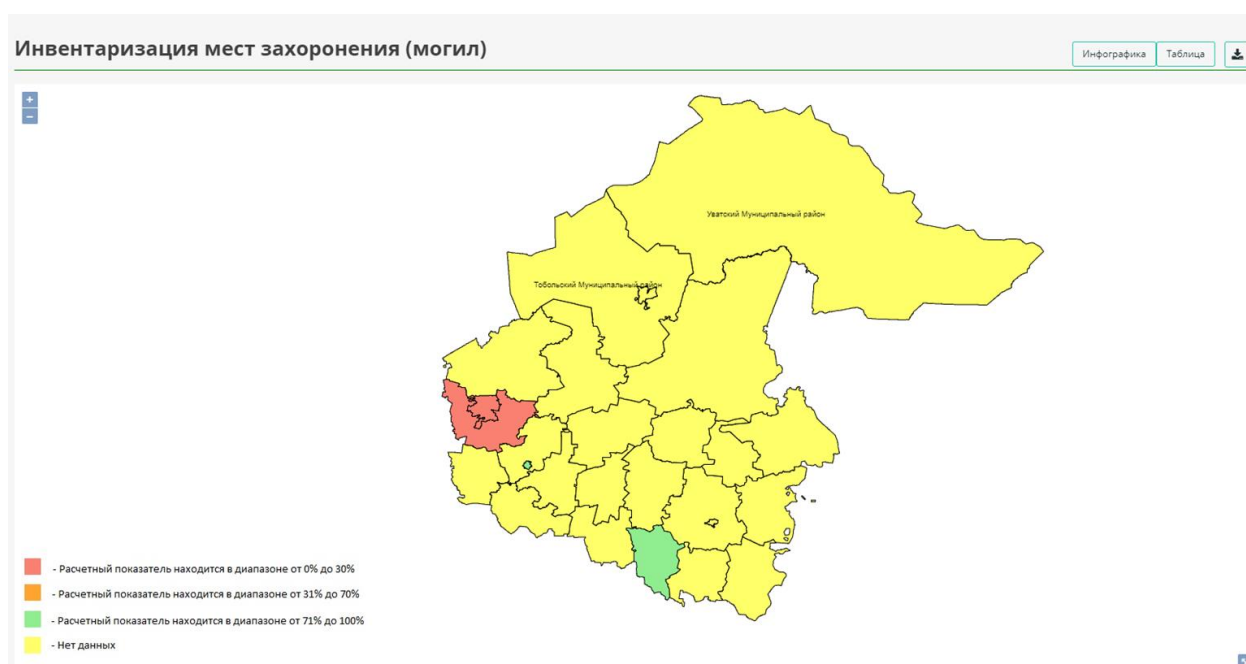 Инвентаризация мест захоронения (могил)
Инфографика Таблица
+
–
Уватский Муниципальный район
Тобольский Муниципальный район
- Расчетный показатель находится в диапазоне от 0% до 30%
- Расчетный показатель находится в диапазоне от 31% до 70%
- Расчетный показатель находится в диапазоне от 71% до 100%
- Нет данных